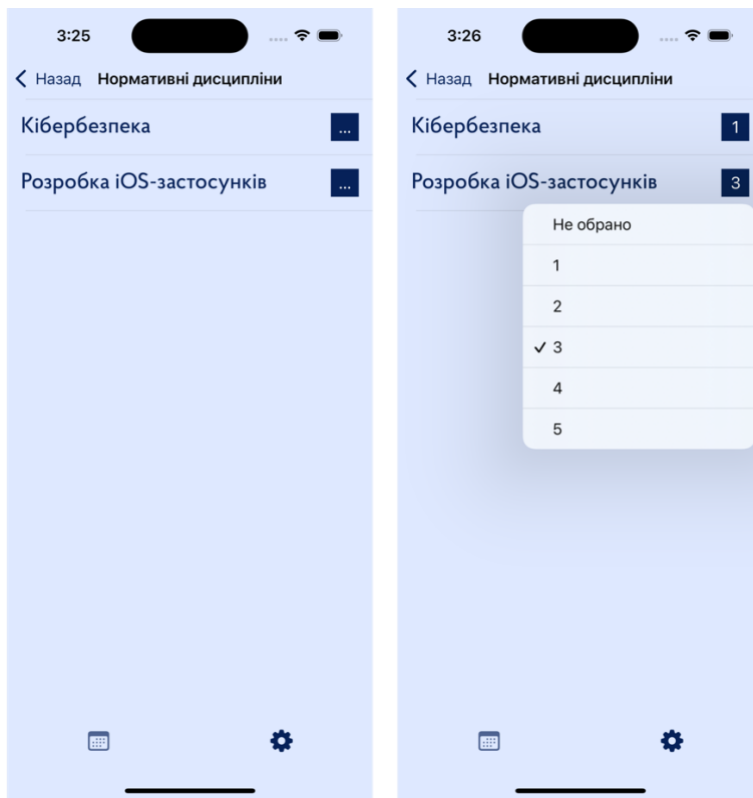 3:25
Назад Нормативні дисципліни
Кібербезпека ...
Розробка iOS-застосунків ...
3:26
Назад Нормативні дисципліни
Кібербезпека 1
Розробка iOS-застосунків 3
Не обрано
1
2
3
4
5